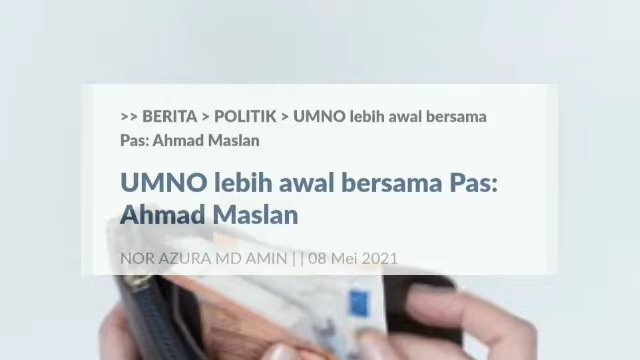 >> BERITA > POLITIK > UMNO lebih awal bersama
Pas: Ahmad Maslan
UMNO lebih awal bersama Pas:
Ahmad Maslan
NOR AZURA MD AMIN | | 08 Mei 2021